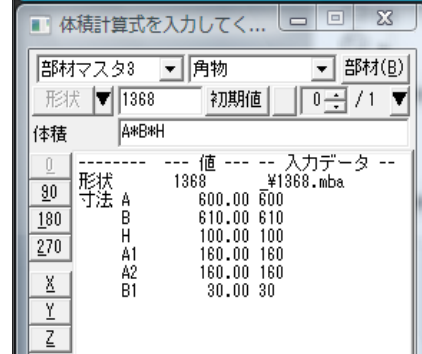 体積計算式を入力してく...
部材マスタ3 角物 部材(B)
形状 1368 初期値 0 / 1
体積 A*B*H
0 -------- --- 値 --- -- 入力データ --
形状 1368 _¥1368.mba
90 寸法 A 600.00 600
180 B 610.00 610
H 100.00 100
270 A1 160.00 160
A2 160.00 160
X B1 30.00 30
Y
Z